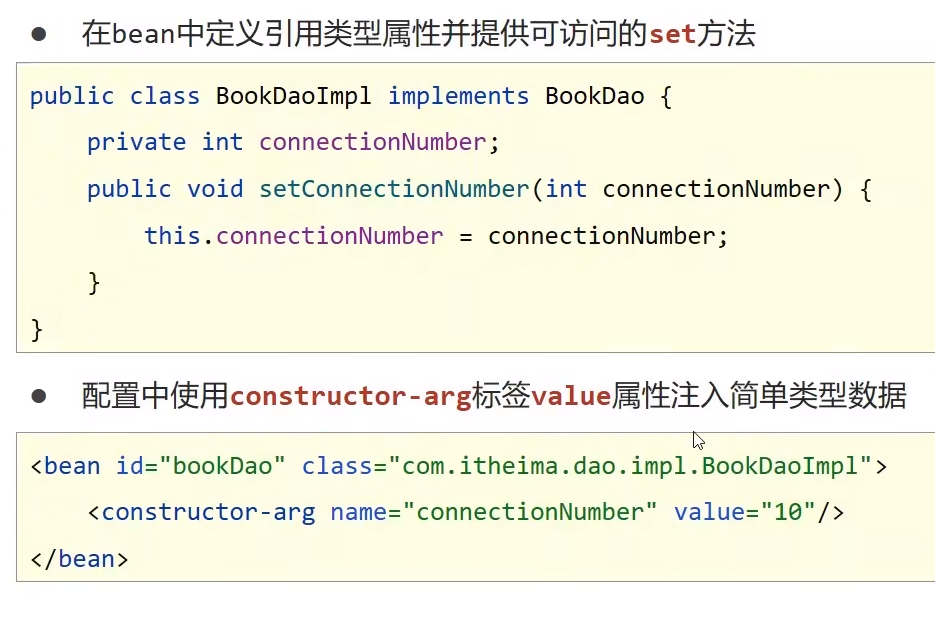 ● 在bean中定义引用类型属性并提供可访问的set方法
public class BookDaoImpl implements BookDao {
    private int connectionNumber;
    public void setConnectionNumber(int connectionNumber) {
        this.connectionNumber = connectionNumber;
    }
}
● 配置中使用constructor-arg标签value属性注入简单类型数据
<bean id="bookDao" class="com.itheima.dao.impl.BookDaoImpl">
    <constructor-arg name="connectionNumber" value="10"/>
</bean>